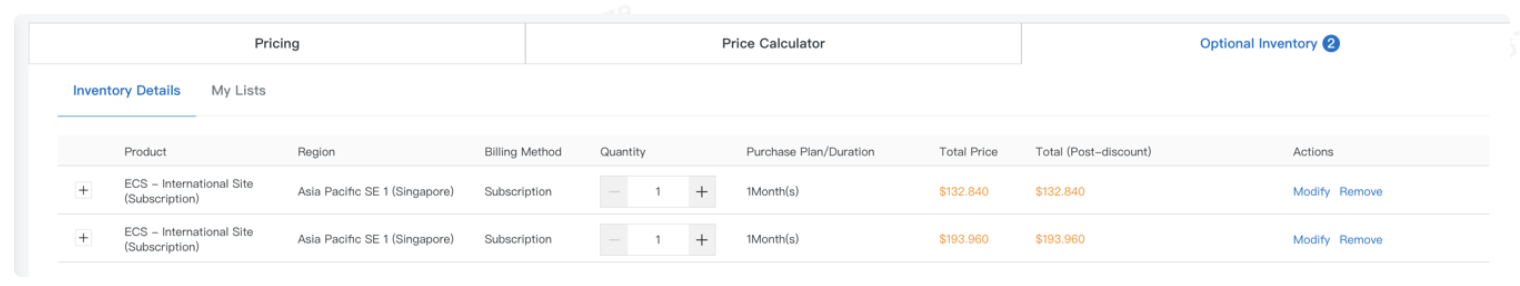 Pricing Price Calculator Optional Inventory 2
Inventory Details My Lists
Product Region Billing Method Quantity Purchase Plan/Duration Total Price Total (Post-discount) Actions
ECS - International Site
(Subscription) Asia Pacific SE 1 (Singapore) Subscription — 1 + 1Month(s) $132.840 $132.840 Modify Remove
ECS - International Site
(Subscription) Asia Pacific SE 1 (Singapore) Subscription — 1 + 1Month(s) $193.960 $193.960 Modify Remove